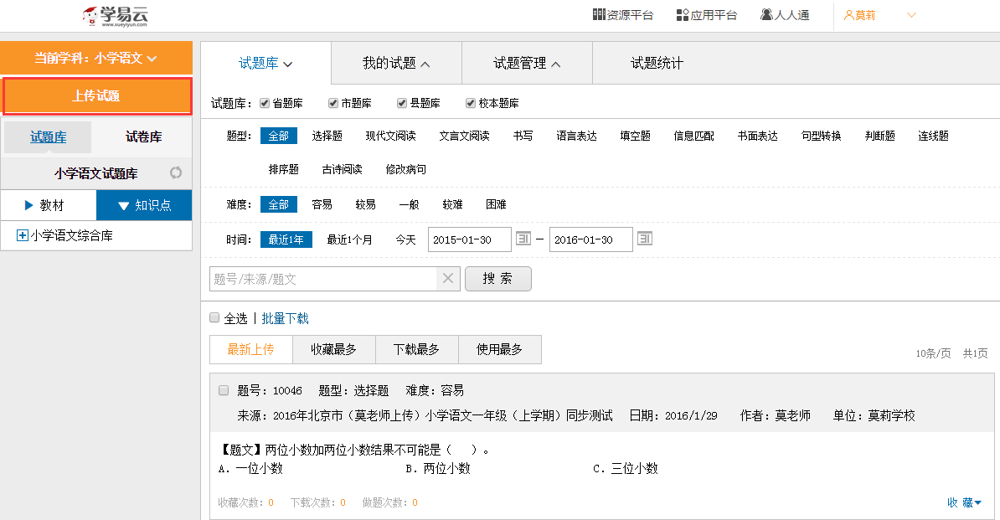 学易云
www.xueyiyun.com
资源平台 应用平台 人人通 莫莉
当前学科：小学语文
上传试题
试题库 试卷库
小学语文试题库
教材 知识点
小学语文综合库
试题库 我的试题 试题管理 试题统计
试题库： 省题库 市题库 县题库 校本题库
题型： 全部 选择题 现代文阅读 文言文阅读 书写 语言表达 填空题 信息匹配 书面表达 句型转换 判断题 连线题
排序题 古诗阅读 修改病句
难度： 全部 容易 较易 一般 较难 困难
时间： 最近1年 最近1个月 今天 2015-01-30 31 — 2016-01-30 31
题号/来源/题文 搜 索
全选 | 批量下载
最新上传 收藏最多 下载最多 使用最多
10条/页 共1页
题号：10046 题型：选择题 难度：容易
来源：2016年北京市（莫老师上传）小学语文一年级（上学期）同步测试 日期：2016/1/29 作者：莫老师 单位：莫莉学校
【题文】两位小数加两位小数结果不可能是（ ）。
A．一位小数 B．两位小数 C．三位小数
收藏次数：0 下载次数：0 做题次数：0
收 藏